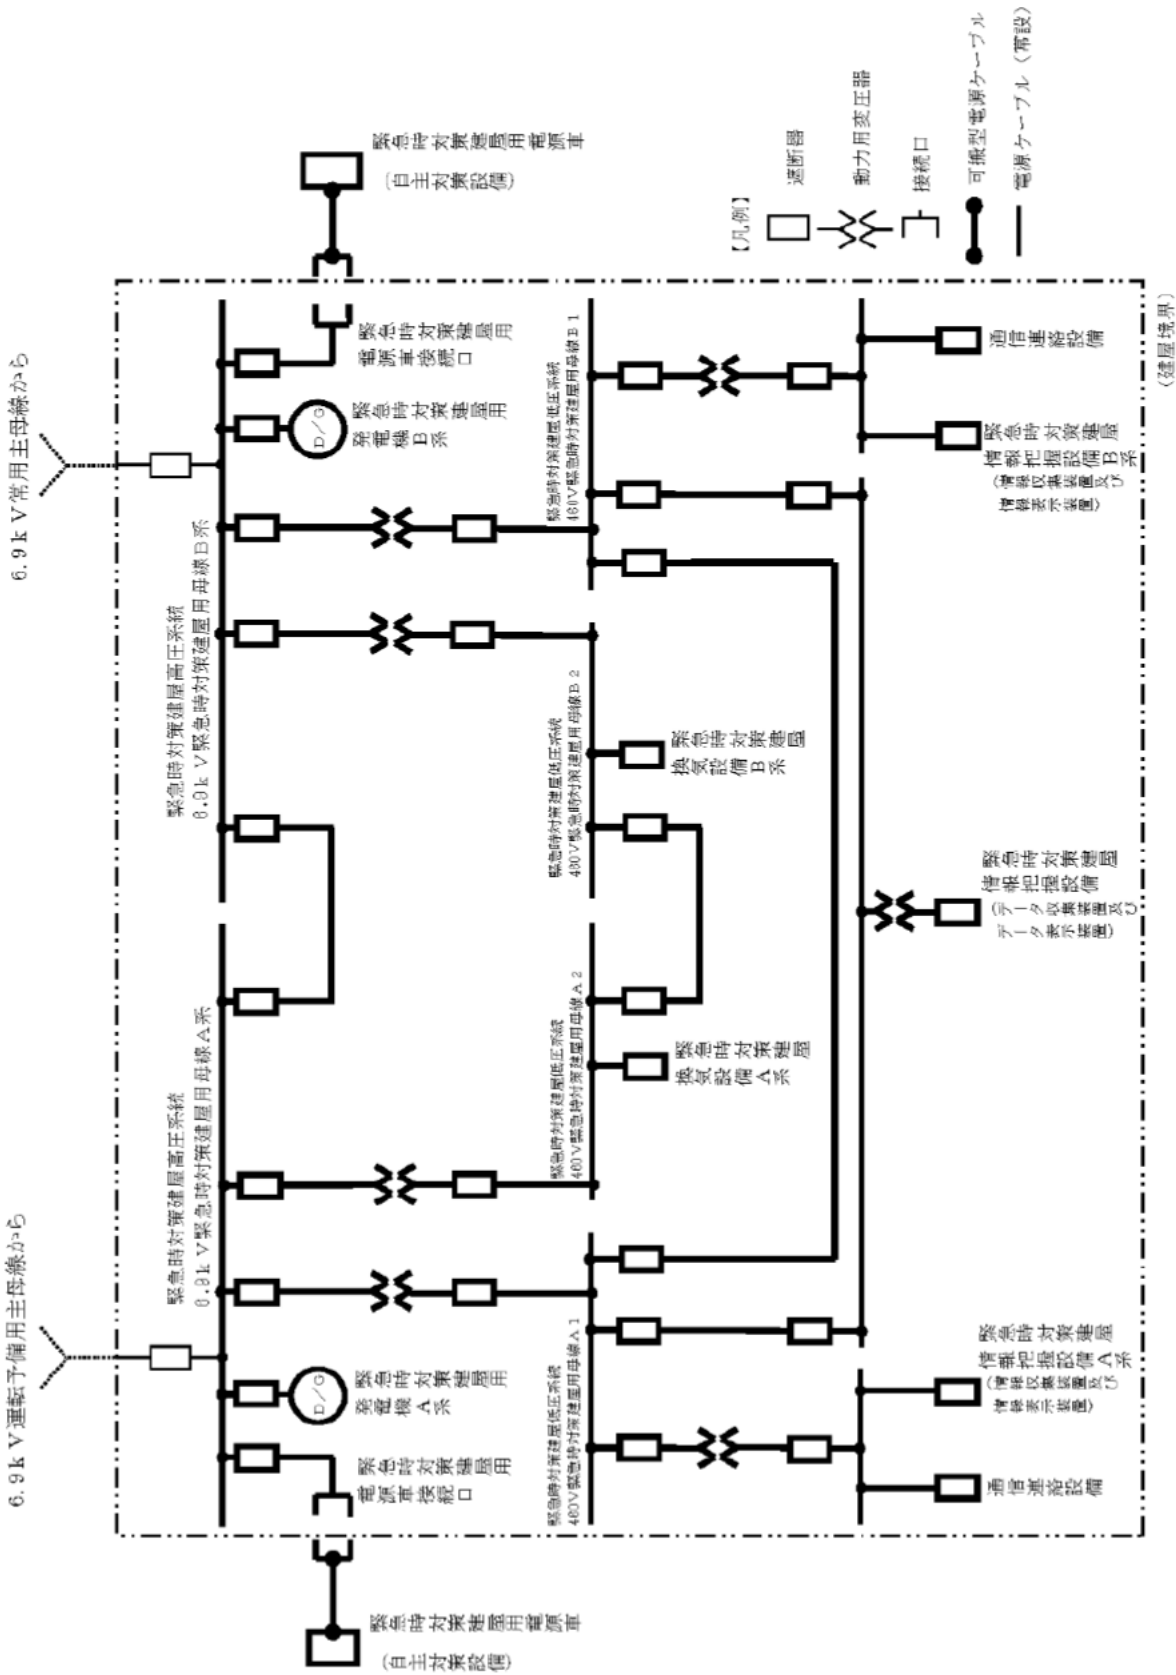 6.9kV運転予備用主母線から
6.9kV常用主母線から
緊急時対策建屋高圧系統
6.9kV緊急時対策建屋用母線A系
緊急時対策建屋高圧系統
6.9kV緊急時対策建屋用母線B系
緊急時対策建屋用電源車
(自主対策設備)
緊急時対策建屋用
電源車接続口
D/G
緊急時対策建屋用
発電機A系
D/G
緊急時対策建屋用
発電機B系
緊急時対策建屋用
電源車接続口
緊急時対策建屋用電源車
(自主対策設備)
緊急時対策建屋低圧系統
460V緊急時対策建屋用母線A1
緊急時対策建屋低圧系統
460V緊急時対策建屋用母線A2
緊急時対策建屋低圧系統
460V緊急時対策建屋用母線B2
緊急時対策建屋低圧系統
460V緊急時対策建屋用母線B1
緊急時対策建屋
換気設備A系
緊急時対策建屋
換気設備B系
通信連絡設備
緊急時対策建屋
情報把握設備A系
(情報収集装置及び
情報表示装置)
緊急時対策建屋
情報把握設備
(データ収集装置及び
データ表示装置)
緊急時対策建屋
情報把握設備B系
(情報収集装置及び
情報表示装置)
通信連絡設備
(建屋境界)
【凡例】
遮断器
動力用変圧器
接続口
可搬型電源ケーブル
電源ケーブル(常設)